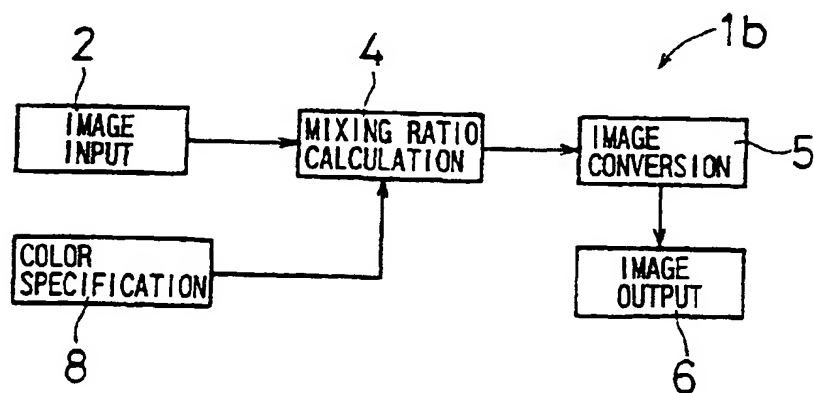 2
4
1b
IMAGE
INPUT
MIXING RATIO
CALCULATION
IMAGE
CONVERSION
5
COLOR
SPECIFICATION
IMAGE
OUTPUT
8
6